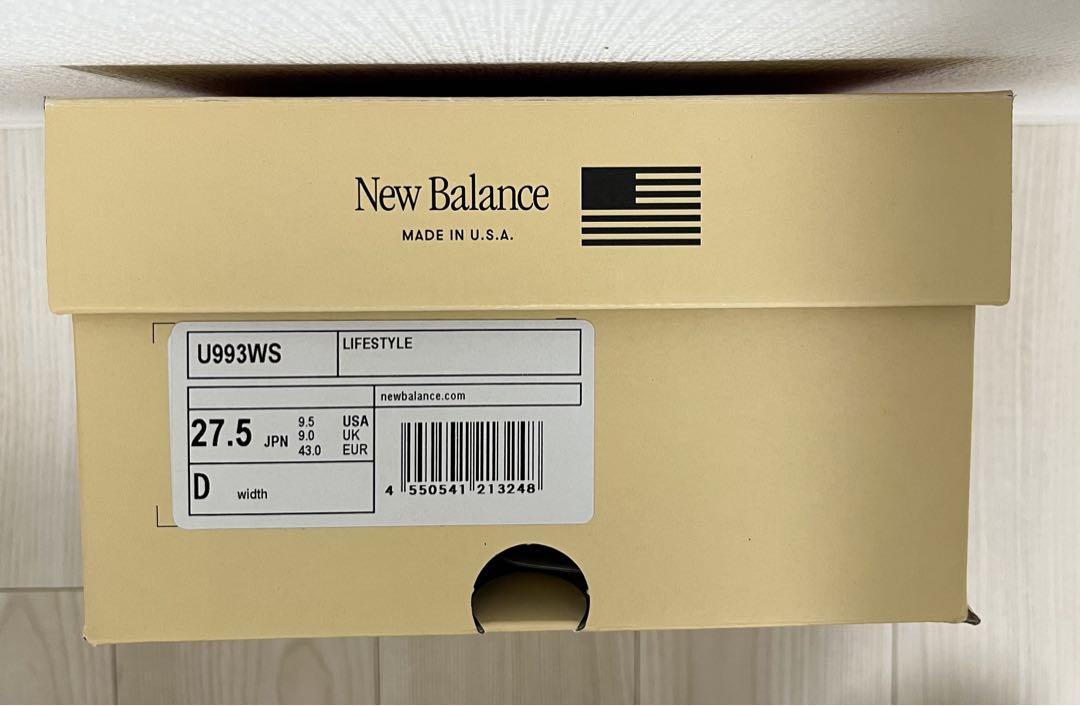 New Balance
MADE IN U.S.A.
U993WS
LIFESTYLE
newbalance.com
27.5 JPN
9.5 USA
9.0 UK
43.0 EUR
D width
4 550541 213248